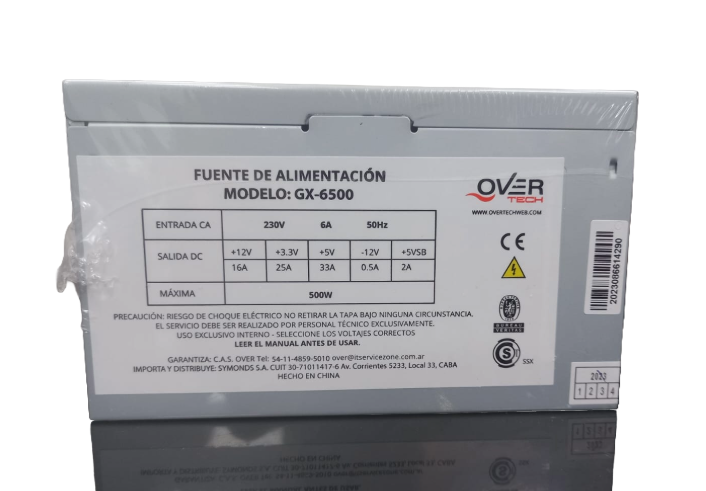 FUENTE DE ALIMENTACIÓN
MODELO: GX-6500
OVER
TECH
WWW.OVERTECHWEB.COM
ENTRADA CA 230V 6A 50Hz
SALIDA DC +12V +3.3V +5V -12V +5VSB
16A 25A 33A 0.5A 2A
MÁXIMA 500W
PRECAUCIÓN: RIESGO DE CHOQUE ELÉCTRICO NO RETIRAR LA TAPA BAJO NINGUNA CIRCUNSTANCIA.
EL SERVICIO DEBE SER REALIZADO POR PERSONAL TÉCNICO EXCLUSIVAMENTE.
USO EXCLUSIVO INTERNO - SELECCIONE LOS VOLTAJES CORRECTOS
LEER EL MANUAL ANTES DE USAR.
GARANTIZA: C.A.S. OVER Tel: 54-11-4859-5010 over@itservicezone.com.ar
IMPORTA Y DISTRIBUYE: SYMONDS S.A. CUIT 30-71011417-6 Av. Corrientes 5233, Local 33, CABA
HECHO EN CHINA
CE
BUREAU VERITAS
S
SSX
2023086614290
2023
1 2 3 4